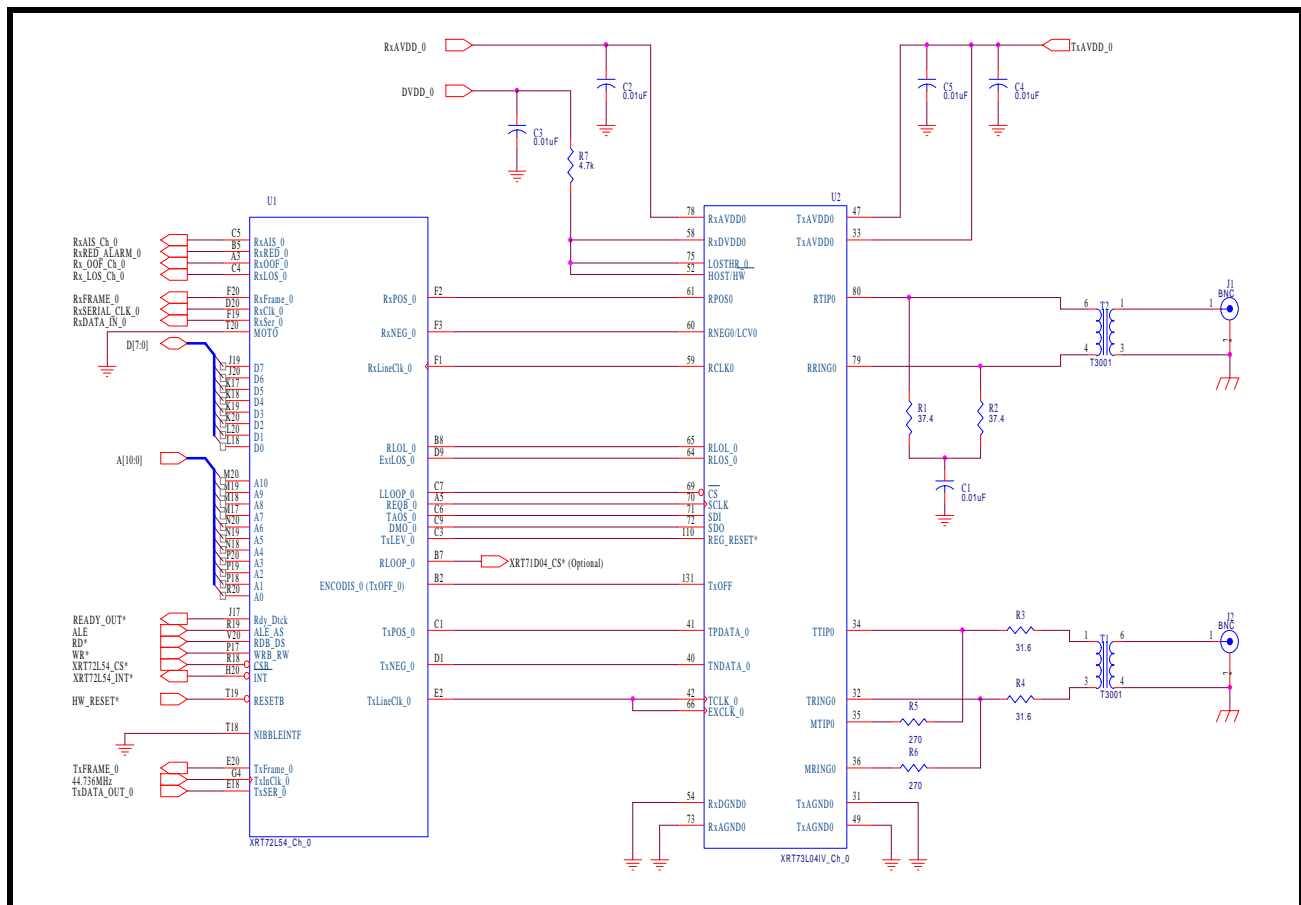 RxAVDD_0
TxAVDD_0
DVDD_0
C2
0.01uF
C5
0.01uF
C4
0.01uF
C3
0.01uF
R7
4.7k
U1
RxAIS_Ch_0 C5 RxAIS_0
RxRED_ALARM_0 B5 RxRED_0
Rx_OOF_Ch_0 A3 RxOOF_0
Rx_LOS_Ch_0 C4 RxLOS_0
RxFRAME_0 F20 RxFrame_0
RxSERIAL_CLK_0 D20 RxClk_0
RxDATA_IN_0 F19 RxSer_0
T20 MOTO
D[7:0]
J19 D7
J20 D6
K17 D5
K18 D4
K19 D3
K20 D2
L20 D1
L18 D0
A[10:0]
M20 A10
M19 A9
M18 A8
M17 A7
N20 A6
N19 A5
N18 A4
P20 A3
P19 A2
P18 A1
R20 A0
READY_OUT* J17 Rdy_Dtck
ALE R19 ALE_AS
RD* V20 RDB_DS
WR* P17 WRB_RW
XRT72L54_CS* R18 CSB
XRT72L54_INT* H20 INT
HW_RESET* T19 RESETB
T18 NIBBLEINTF
TxFRAME_0 E20 TxFrame_0
44.736MHz G4 TxInClk_0
TxDATA_OUT_0 E18 TxSER_0
XRT72L54_Ch_0
RxPOS_0 F2
RxNEG_0 F3
RxLineClk_0 F1
RLOL_0 B8
ExtLOS_0 D9
LLOOP_0 C7
REQB_0 A5
TAOS_0 C6
DMO_0 C9
TxLEV_0 C3
RLOOP_0 B7 XRT71D04_CS* (Optional)
ENCODIS_0 (TxOFF_0) B2
TxPOS_0 C1
TxNEG_0 D1
TxLineClk_0 E2
U2
78 RxAVDD0
58 RxDVDD0
75 LOSTHR_0
52 HOST/HW
61 RPOS0
60 RNEG0/LCV0
59 RCLK0
65 RLOL_0
64 RLOS_0
69 CS
70 SCLK
71 SDI
72 SDO
110 REG_RESET*
131 TxOFF
41 TPDATA_0
40 TNDATA_0
42 TCLK_0
66 EXCLK_0
54 RxDGND0
73 RxAGND0
TxAVDD0 47
TxAVDD0 33
RTIP0 80
RRING0 79
TTIP0 34
TRING0 32
MTIP0 35
MRING0 36
TxAGND0 31
TxAGND0 49
XRT73L04IV_Ch_0
R1
37.4
R2
37.4
C1
0.01uF
T2
6 1
4 3
T3001
J1
BNC
1
2
R3
31.6
R4
31.6
R5
270
R6
270
T1
1 6
3 4
T3001
J2
BNC
1
2